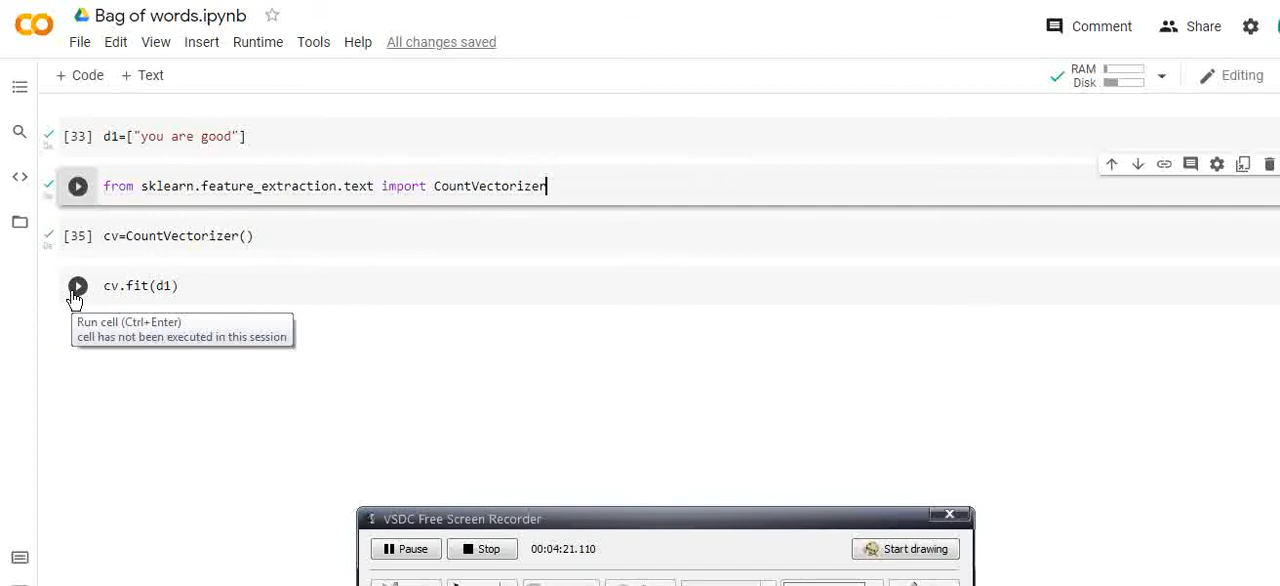 Bag of words.ipynb
Comment
Share
File Edit View Insert Runtime Tools Help All changes saved
+ Code + Text
RAM
Disk
Editing
[33] d1=["you are good"]
from sklearn.feature_extraction.text import CountVectorizer
[35] cv=CountVectorizer()
cv.fit(d1)
Run cell (Ctrl+Enter)
cell has not been executed in this session
VSDC Free Screen Recorder
Pause
Stop
00:04:21.110
Start drawing